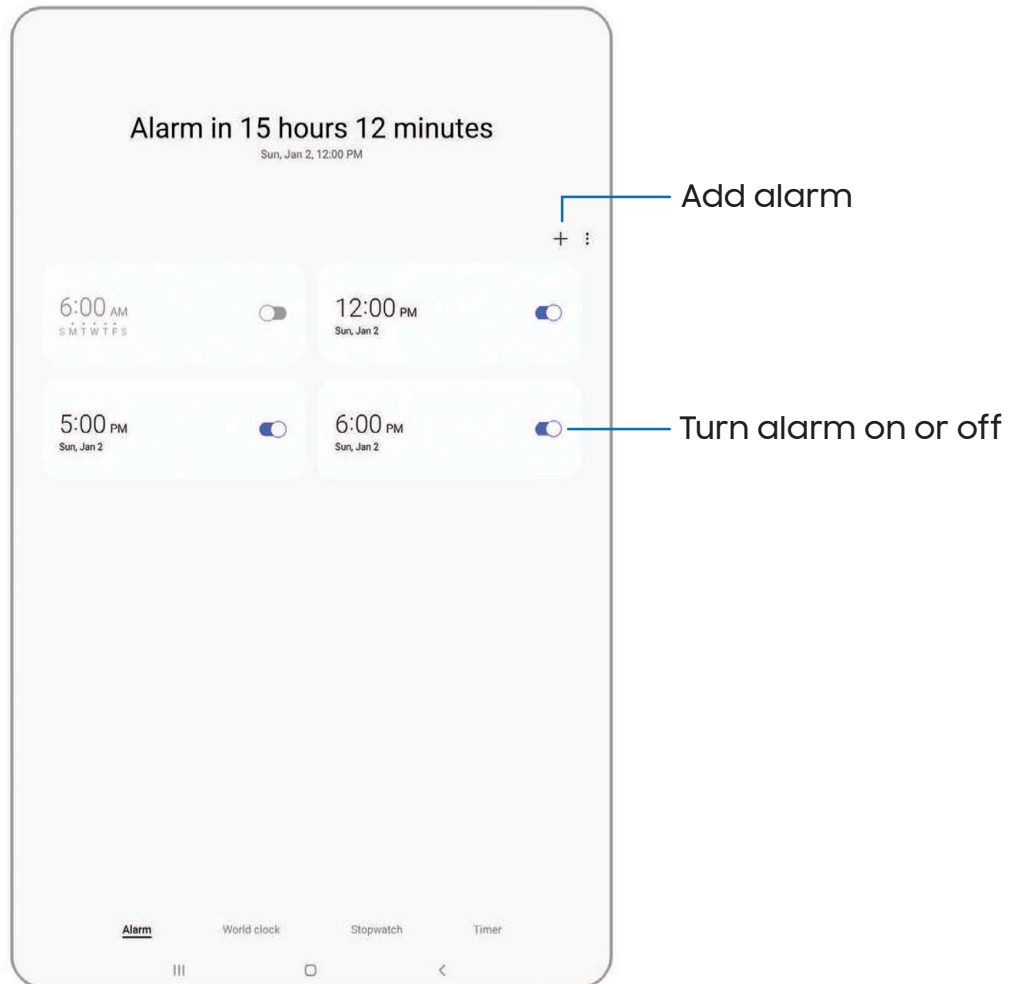 Alarm in 15 hours 12 minutes
Sun, Jan 2, 12:00 PM
Add alarm
6:00 AM
S M T W T F S
12:00 PM
Sun, Jan 2
5:00 PM
Sun, Jan 2
6:00 PM
Sun, Jan 2
Turn alarm on or off
Alarm World clock Stopwatch Timer